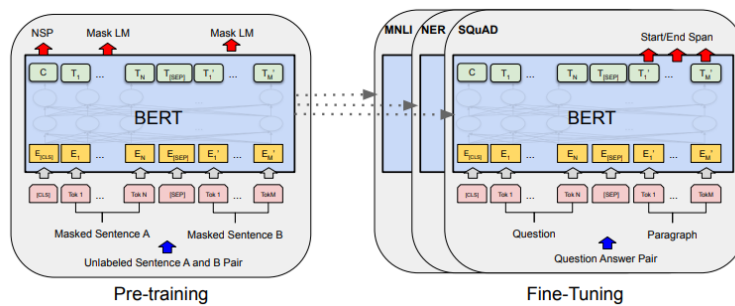 NSP Mask LM Mask LM
C T1 ... TN T[SEP] T1' ... TM'
BERT
E[CLS] E1 ... EN E[SEP] E1' ... EM'
[CLS] Tok 1 ... Tok N [SEP] Tok 1 ... TokM
Masked Sentence A Masked Sentence B
Unlabeled Sentence A and B Pair
Pre-training
MNLI NER SQuAD
Start/End Span
C T1 ... TN T[SEP] T1' ... TM'
BERT
E[CLS] E1 ... EN E[SEP] E1' ... EM'
[CLS] Tok 1 ... Tok N [SEP] Tok 1 ... TokM
Question Paragraph
Question Answer Pair
Fine-Tuning